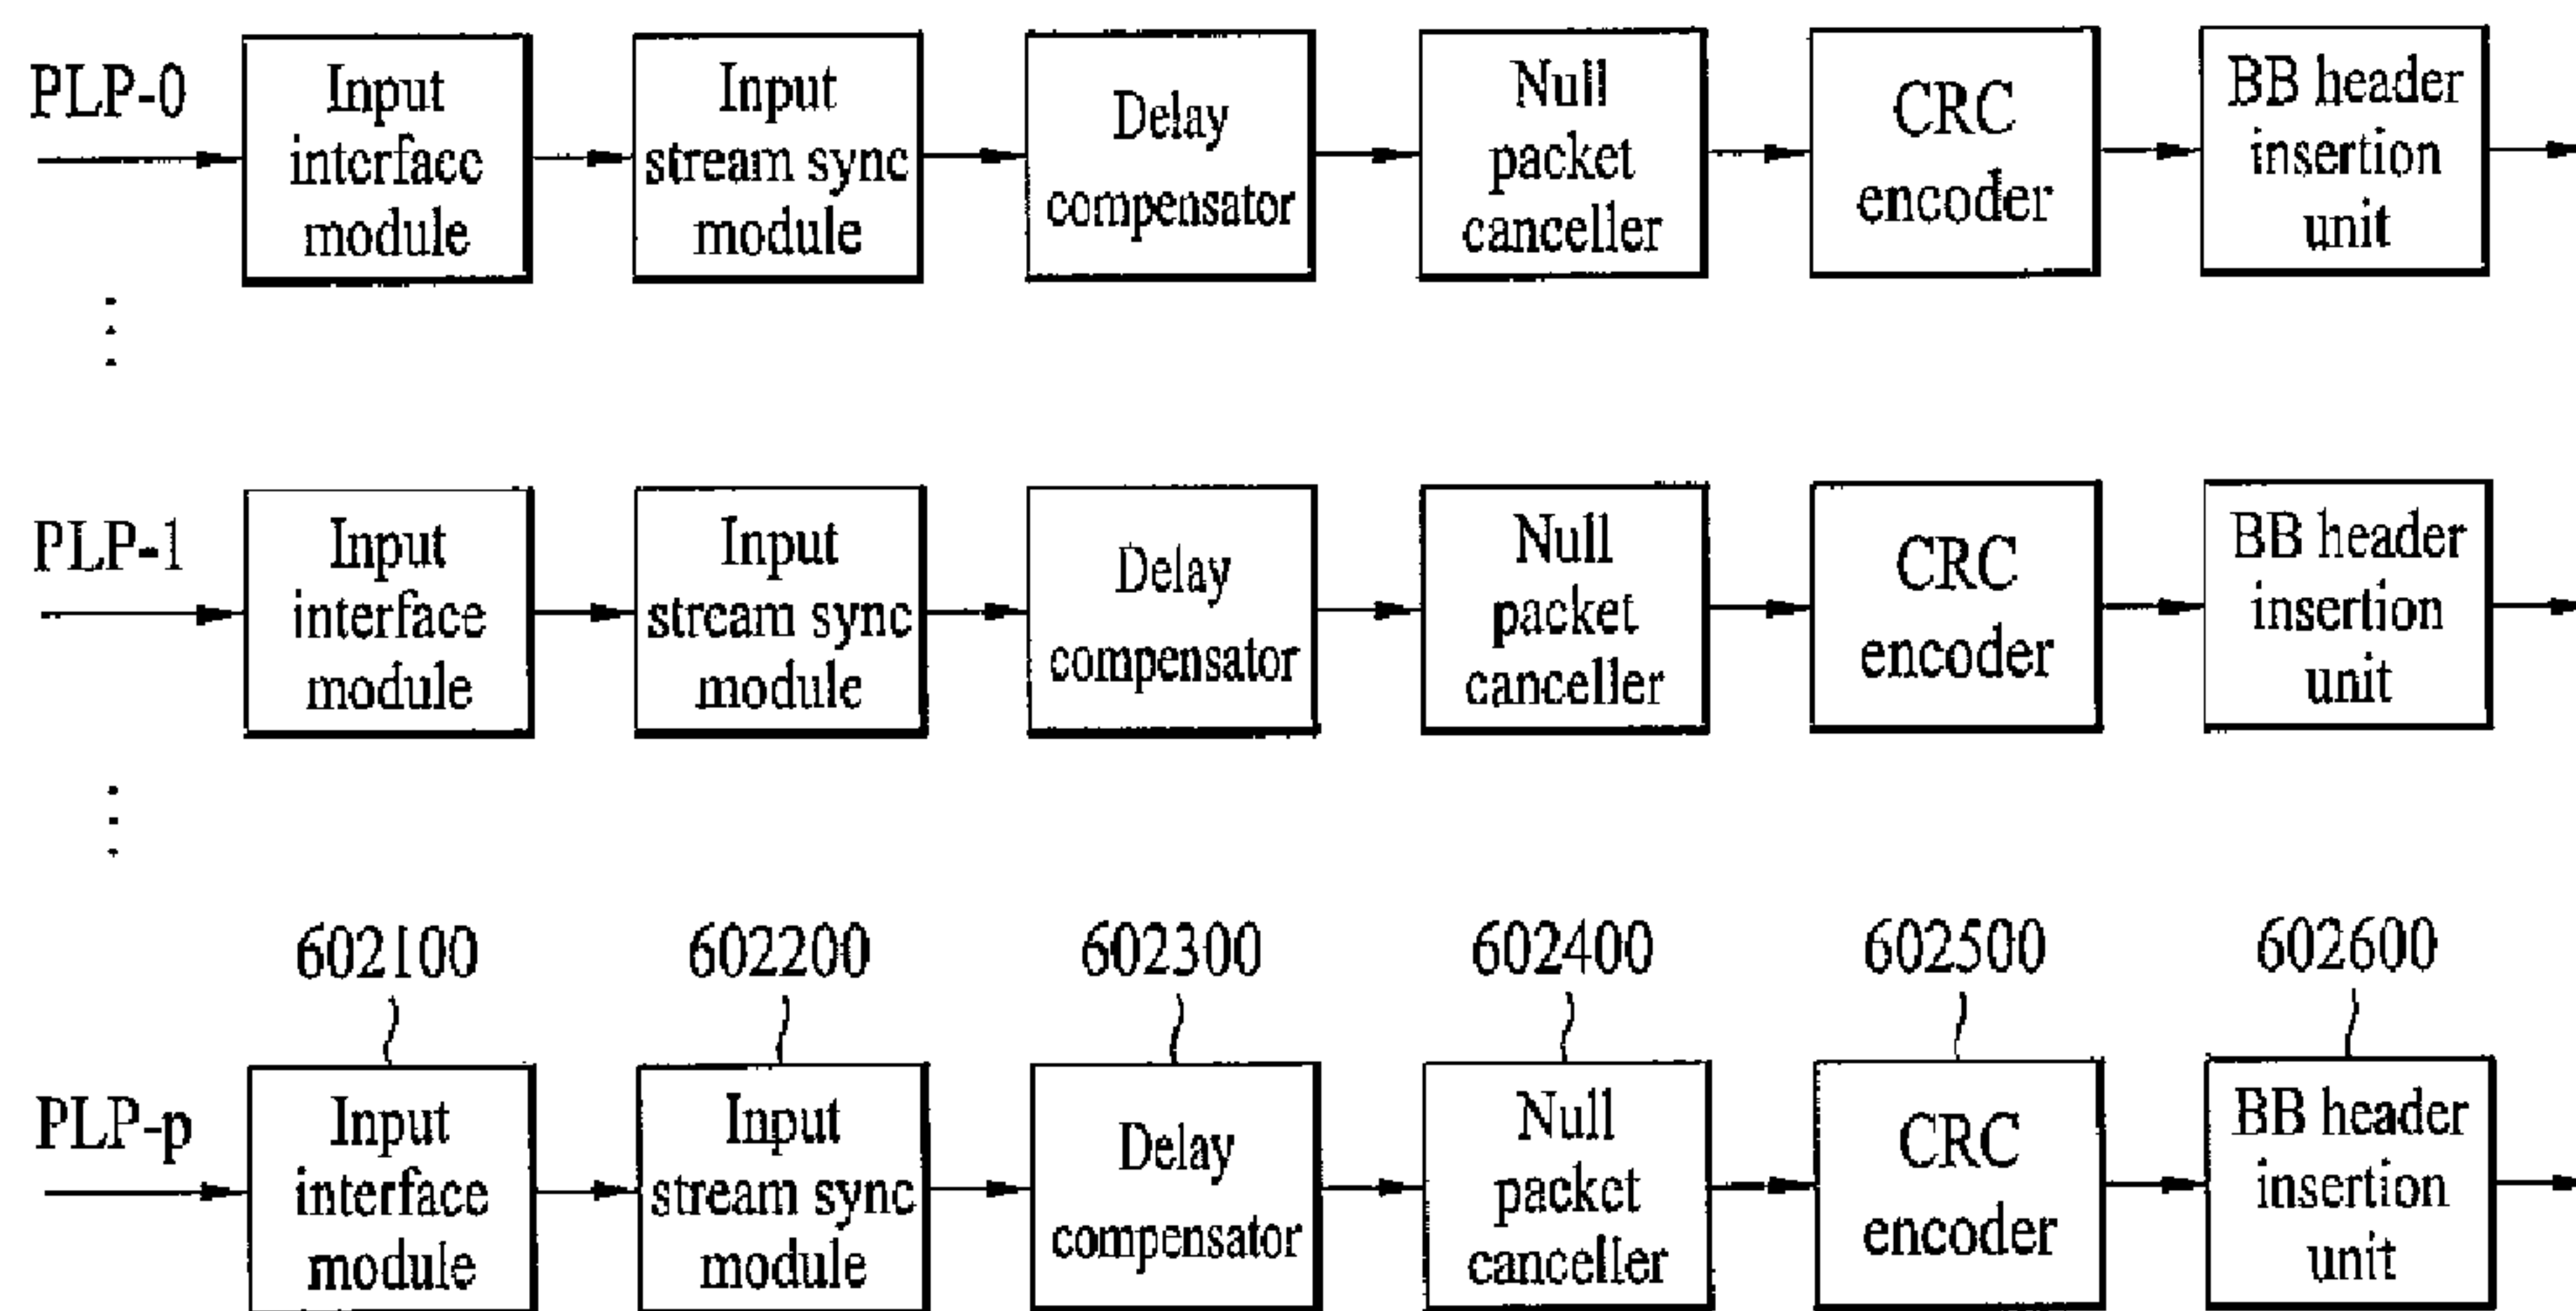 PLP-0
Input
interface
module
Input
stream sync
module
Delay
compensator
Null
packet
canceller
CRC
encoder
BB header
insertion
unit
PLP-1
Input
interface
module
Input
stream sync
module
Delay
compensator
Null
packet
canceller
CRC
encoder
BB header
insertion
unit
602100
602200
602300
602400
602500
602600
PLP-p
Input
interface
module
Input
stream sync
module
Delay
compensator
Null
packet
canceller
CRC
encoder
BB header
insertion
unit